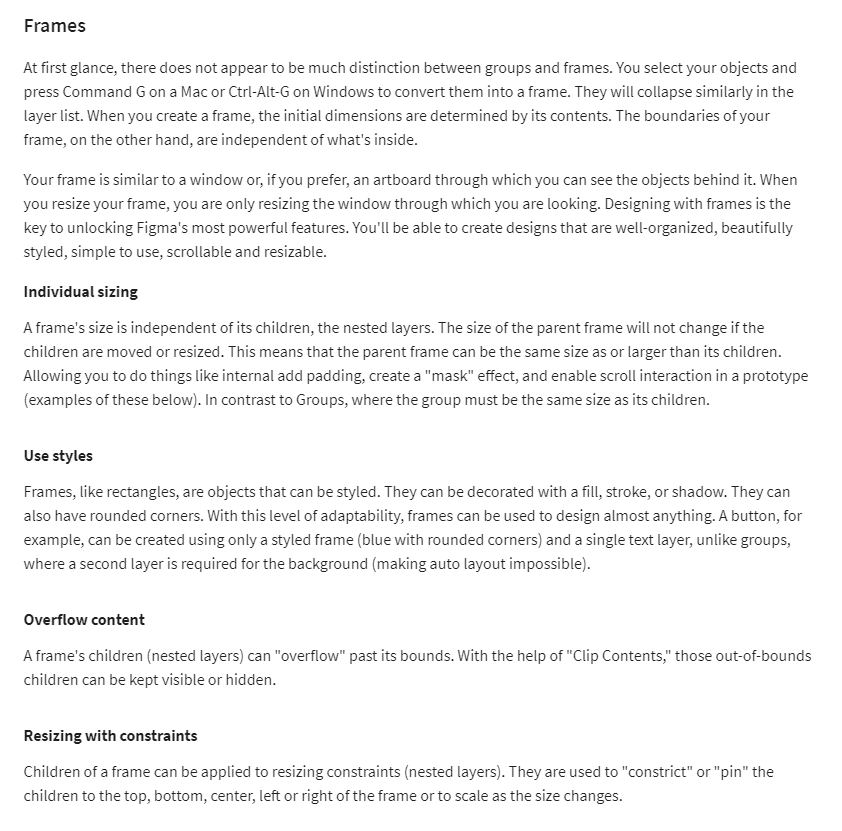 Frames
At first glance, there does not appear to be much distinction between groups and frames. You select your objects and
press Command G on a Mac or Ctrl-Alt-G on Windows to convert them into a frame. They will collapse similarly in the
layer list. When you create a frame, the initial dimensions are determined by its contents. The boundaries of your
frame, on the other hand, are independent of what's inside.
Your frame is similar to a window or, if you prefer, an artboard through which you can see the objects behind it. When
you resize your frame, you are only resizing the window through which you are looking. Designing with frames is the
key to unlocking Figma's most powerful features. You'll be able to create designs that are well-organized, beautifully
styled, simple to use, scrollable and resizable.
Individual sizing
A frame's size is independent of its children, the nested layers. The size of the parent frame will not change if the
children are moved or resized. This means that the parent frame can be the same size as or larger than its children.
Allowing you to do things like internal add padding, create a "mask" effect, and enable scroll interaction in a prototype
(examples of these below). In contrast to Groups, where the group must be the same size as its children.
Use styles
Frames, like rectangles, are objects that can be styled. They can be decorated with a fill, stroke, or shadow. They can
also have rounded corners. With this level of adaptability, frames can be used to design almost anything. A button, for
example, can be created using only a styled frame (blue with rounded corners) and a single text layer, unlike groups,
where a second layer is required for the background (making auto layout impossible).
Overflow content
A frame's children (nested layers) can "overflow" past its bounds. With the help of "Clip Contents," those out-of-bounds
children can be kept visible or hidden.
Resizing with constraints
Children of a frame can be applied to resizing constraints (nested layers). They are used to "constrict" or "pin" the
children to the top, bottom, center, left or right of the frame or to scale as the size changes.